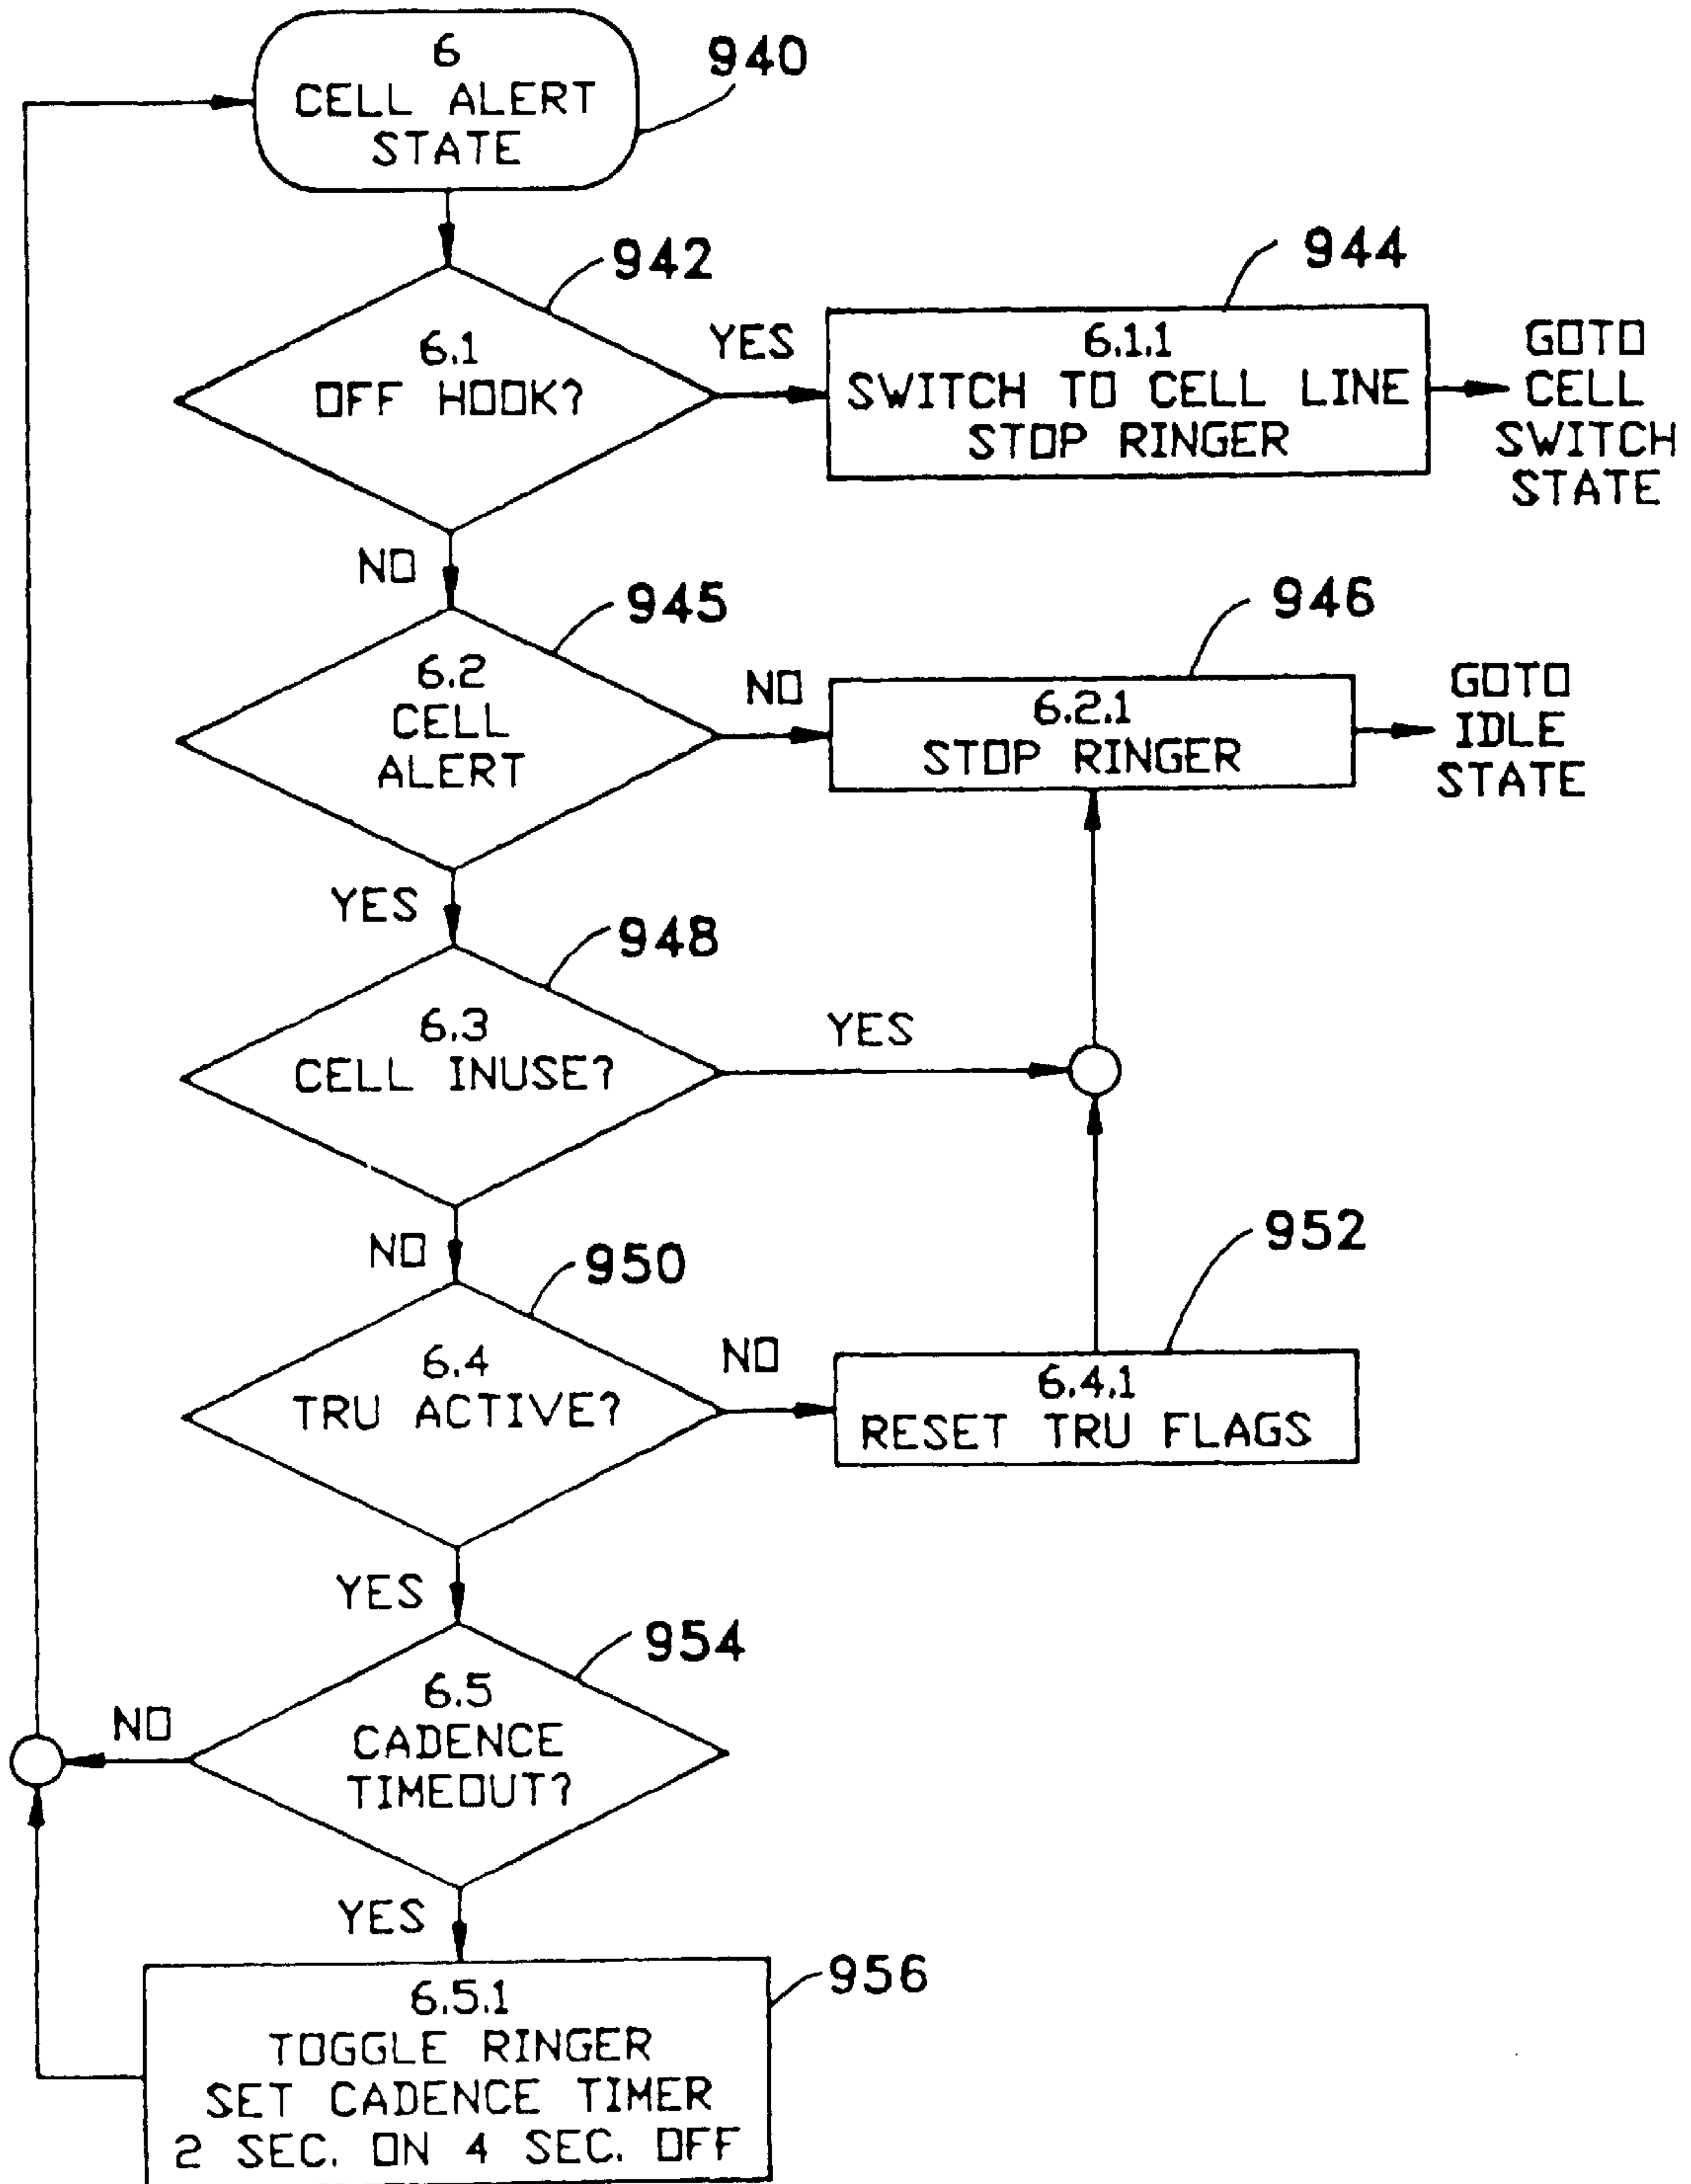 6
CELL ALERT
STATE
940
942
6.1
OFF HOOK?
YES
944
6.1.1
SWITCH TO CELL LINE
STOP RINGER
GOTO
CELL
SWITCH
STATE
NO
945
6.2
CELL
ALERT
NO
946
6.2.1
STOP RINGER
GOTO
IDLE
STATE
YES
948
6.3
CELL INUSE?
YES
NO
950
6.4
TRU ACTIVE?
NO
952
6.4.1
RESET TRU FLAGS
YES
954
6.5
CADENCE
TIMEOUT?
NO
YES
956
6.5.1
TOGGLE RINGER
SET CADENCE TIMER
2 SEC. ON 4 SEC. OFF